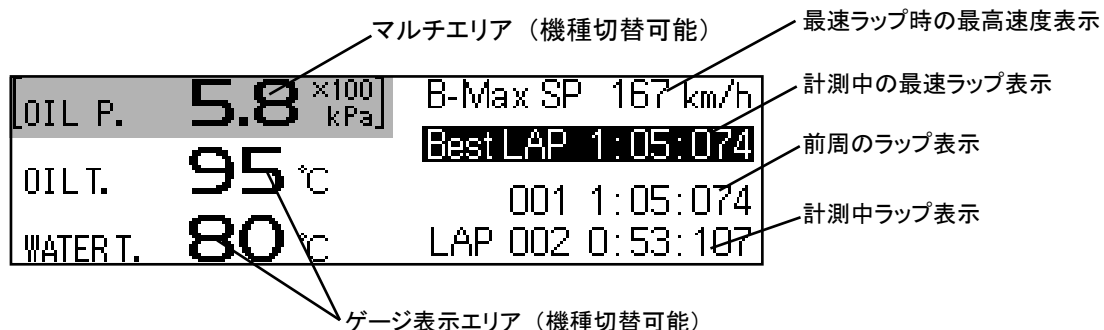 マルチエリア（機種切替可能）
最速ラップ時の最高速度表示
計測中の最速ラップ表示
前周のラップ表示
計測中ラップ表示
[OIL P. 5.8 ×100 kPa]
OIL T. 95 ℃
WATER T. 80 ℃
B-Max SP 167 km/h
Best LAP 1:05:074
001 1:05:074
LAP 002 0:53:107
ゲージ表示エリア（機種切替可能）